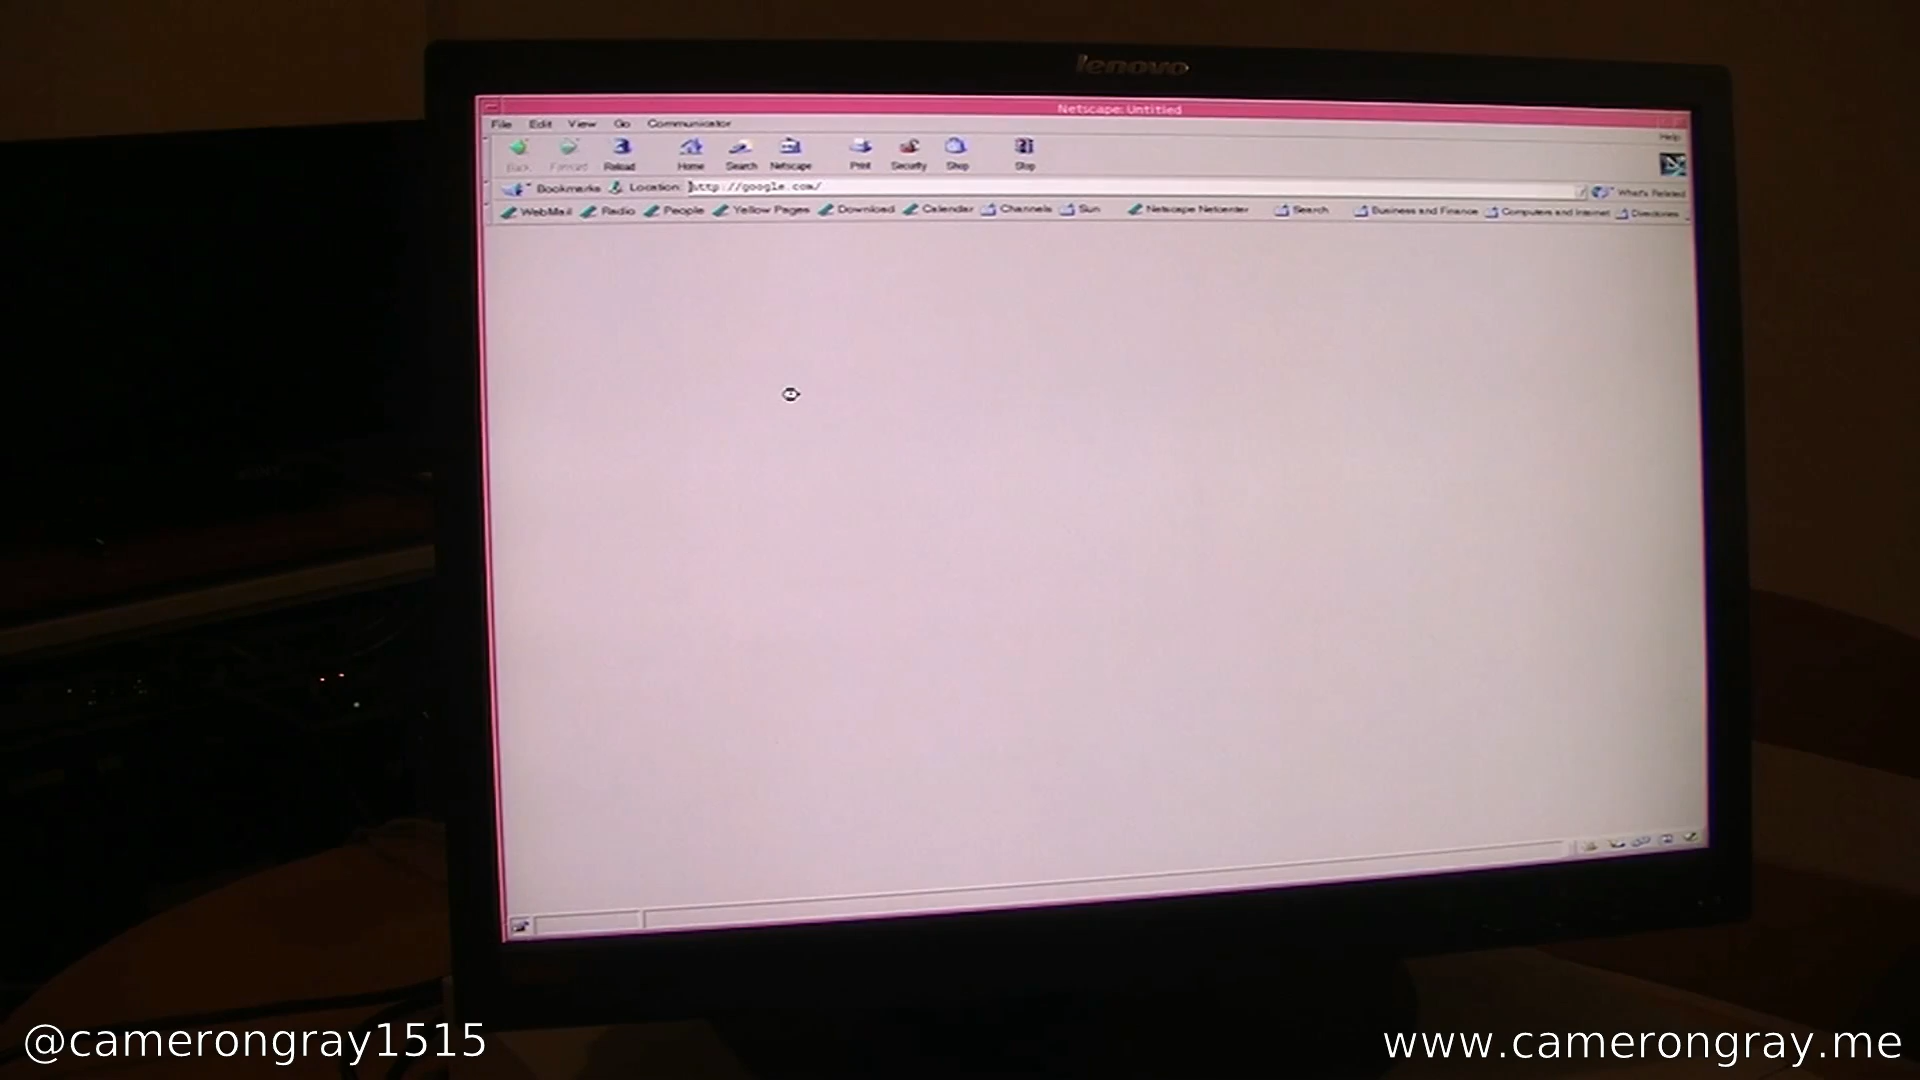 lenovo
Netscape: Untitled
File Edit View Go Communicator Help
Back Forward Reload Home Search Netscape Print Security Shop Stop
Bookmarks Location: http://google.com/ What's Related
WebMail Radio People Yellow Pages Download Calendar Channels Sun Netscape Netcenter Search Business and Finance Computers and Internet Directories
@camerongray1515
www.camerongray.me